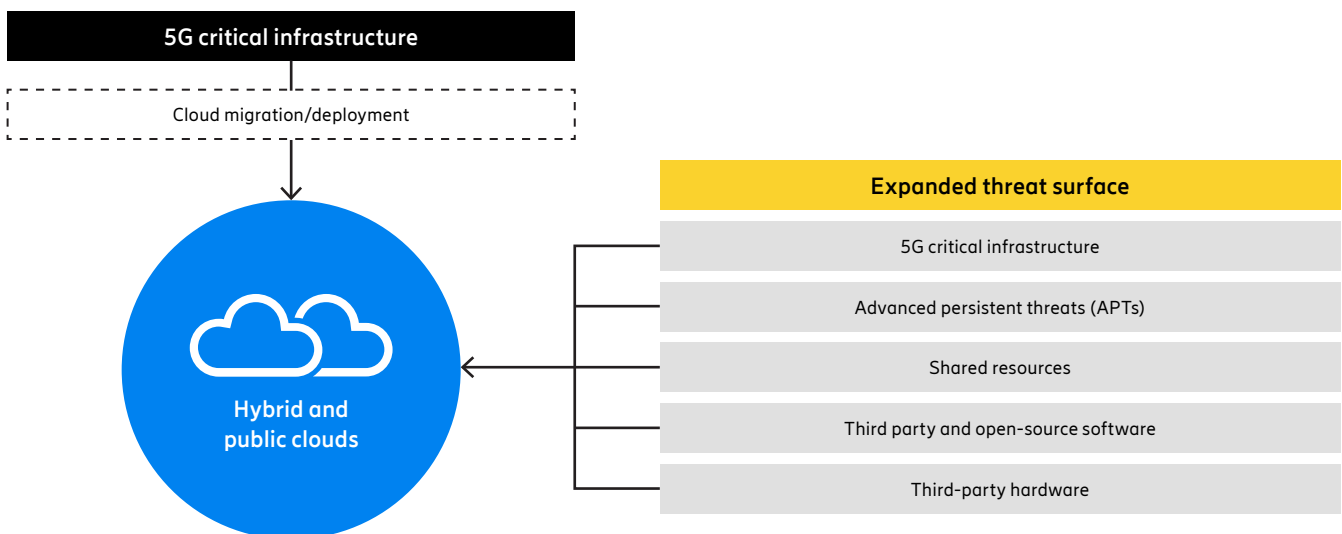 5G critical infrastructure
Cloud migration/deployment
Expanded threat surface
5G critical infrastructure
Advanced persistent threats (APTs)
Shared resources
Third party and open-source software
Third-party hardware
Hybrid and
public clouds